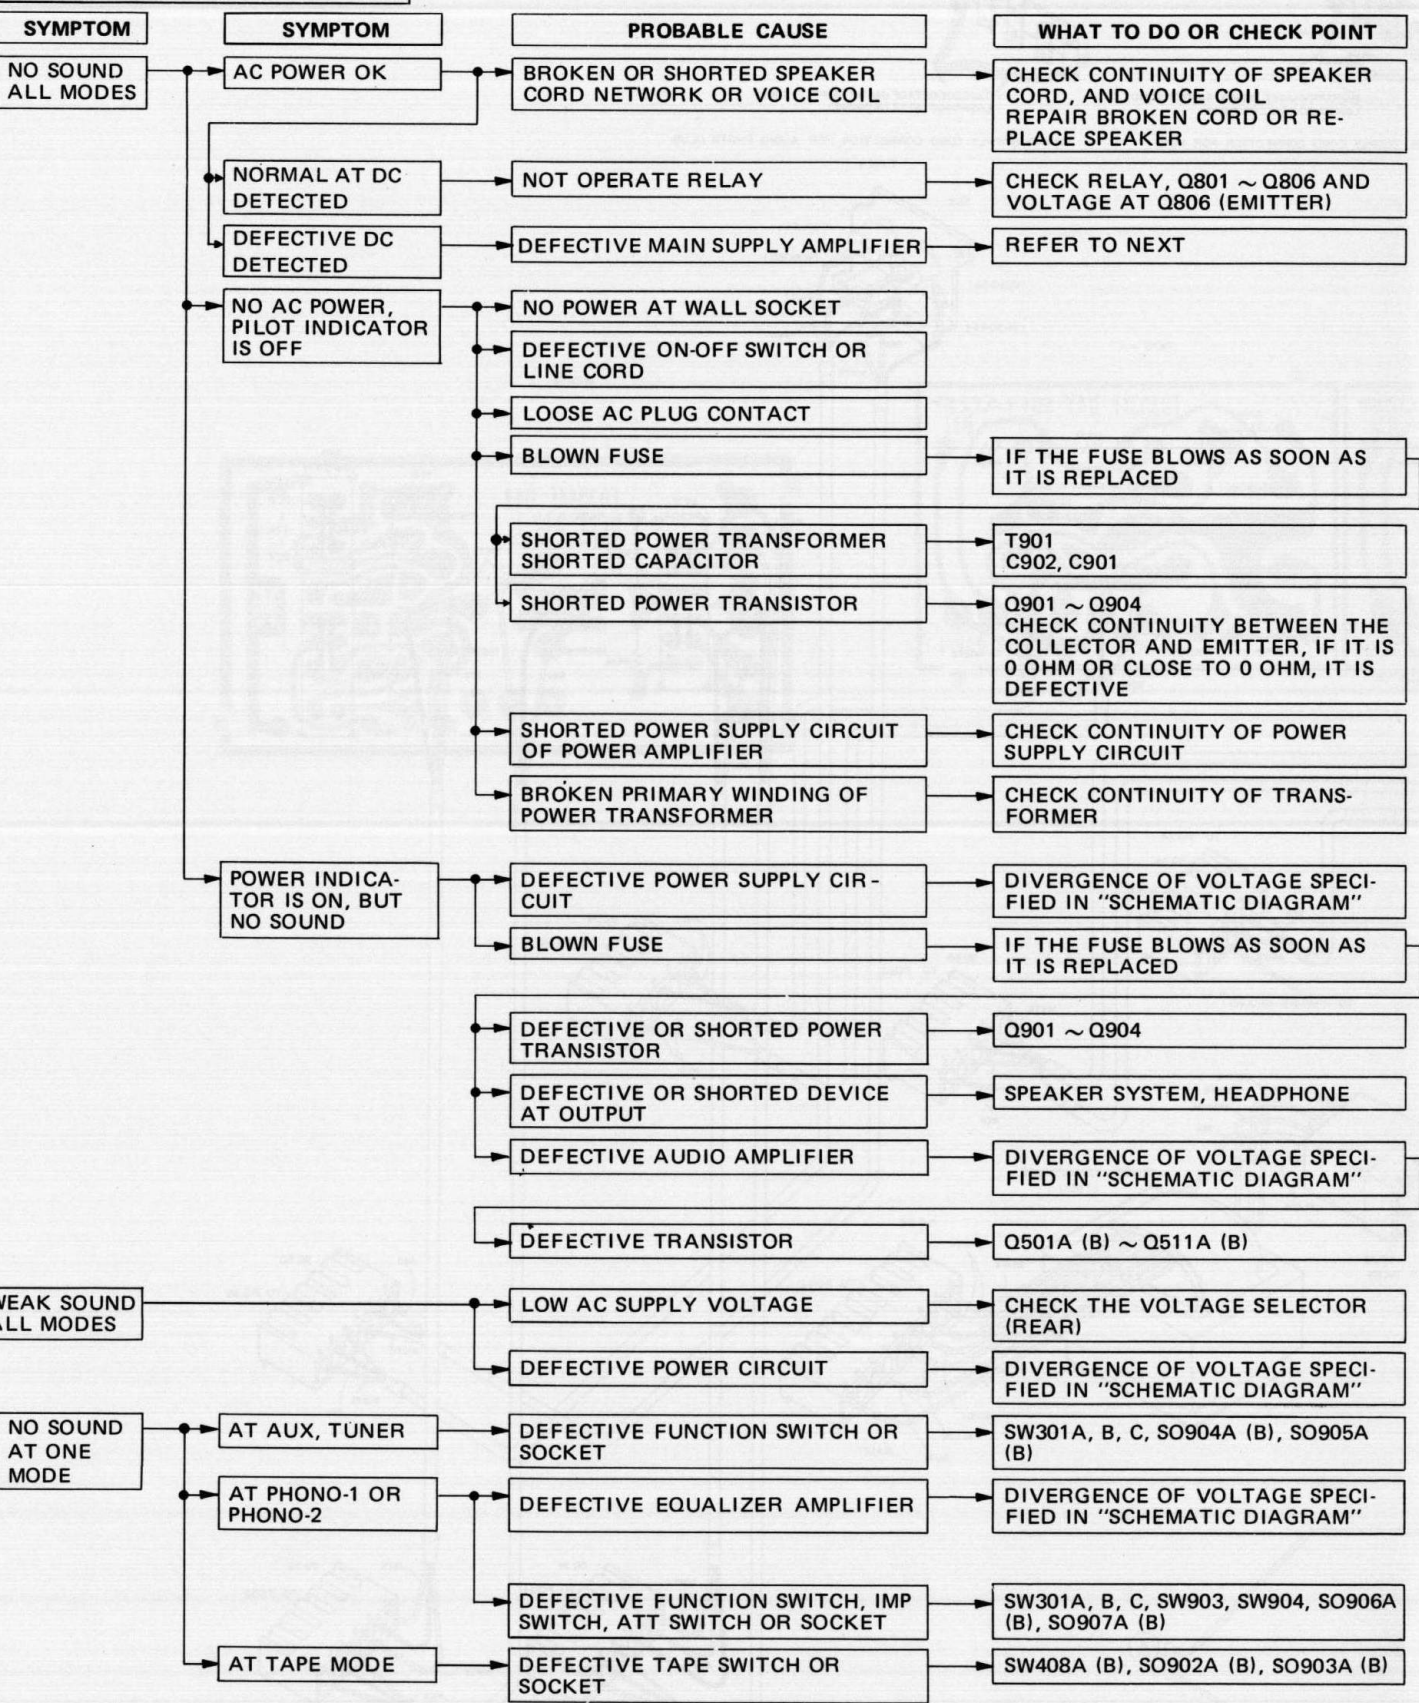 SYMPTOM
SYMPTOM
PROBABLE CAUSE
WHAT TO DO OR CHECK POINT
NO SOUND
ALL MODES
AC POWER OK
BROKEN OR SHORTED SPEAKER
CORD NETWORK OR VOICE COIL
CHECK CONTINUITY OF SPEAKER
CORD, AND VOICE COIL
REPAIR BROKEN CORD OR RE-
PLACE SPEAKER
NORMAL AT DC
DETECTED
NOT OPERATE RELAY
CHECK RELAY, Q801 ~ Q806 AND
VOLTAGE AT Q806 (EMITTER)
DEFECTIVE DC
DETECTED
DEFECTIVE MAIN SUPPLY AMPLIFIER
REFER TO NEXT
NO AC POWER,
PILOT INDICATOR
IS OFF
NO POWER AT WALL SOCKET
DEFECTIVE ON-OFF SWITCH OR
LINE CORD
LOOSE AC PLUG CONTACT
BLOWN FUSE
IF THE FUSE BLOWS AS SOON AS
IT IS REPLACED
SHORTED POWER TRANSFORMER
SHORTED CAPACITOR
T901
C902, C901
SHORTED POWER TRANSISTOR
Q901 ~ Q904
CHECK CONTINUITY BETWEEN THE
COLLECTOR AND EMITTER, IF IT IS
0 OHM OR CLOSE TO 0 OHM, IT IS
DEFECTIVE
SHORTED POWER SUPPLY CIRCUIT
OF POWER AMPLIFIER
CHECK CONTINUITY OF POWER
SUPPLY CIRCUIT
BROKEN PRIMARY WINDING OF
POWER TRANSFORMER
CHECK CONTINUITY OF TRANS-
FORMER
POWER INDICA-
TOR IS ON, BUT
NO SOUND
DEFECTIVE POWER SUPPLY CIR-
CUIT
DIVERGENCE OF VOLTAGE SPECI-
FIED IN "SCHEMATIC DIAGRAM"
BLOWN FUSE
IF THE FUSE BLOWS AS SOON AS
IT IS REPLACED
DEFECTIVE OR SHORTED POWER
TRANSISTOR
Q901 ~ Q904
DEFECTIVE OR SHORTED DEVICE
AT OUTPUT
SPEAKER SYSTEM, HEADPHONE
DEFECTIVE AUDIO AMPLIFIER
DIVERGENCE OF VOLTAGE SPECI-
FIED IN "SCHEMATIC DIAGRAM"
DEFECTIVE TRANSISTOR
Q501A (B) ~ Q511A (B)
WEAK SOUND
ALL MODES
LOW AC SUPPLY VOLTAGE
CHECK THE VOLTAGE SELECTOR
(REAR)
DEFECTIVE POWER CIRCUIT
DIVERGENCE OF VOLTAGE SPECI-
FIED IN "SCHEMATIC DIAGRAM"
NO SOUND
AT ONE
MODE
AT AUX, TUNER
DEFECTIVE FUNCTION SWITCH OR
SOCKET
SW301A, B, C, SO904A (B), SO905A
(B)
AT PHONO-1 OR
PHONO-2
DEFECTIVE EQUALIZER AMPLIFIER
DIVERGENCE OF VOLTAGE SPECI-
FIED IN "SCHEMATIC DIAGRAM"
DEFECTIVE FUNCTION SWITCH, IMP
SWITCH, ATT SWITCH OR SOCKET
SW301A, B, C, SW903, SW904, SO906A
(B), SO907A (B)
AT TAPE MODE
DEFECTIVE TAPE SWITCH OR
SOCKET
SW408A (B), SO902A (B), SO903A (B)